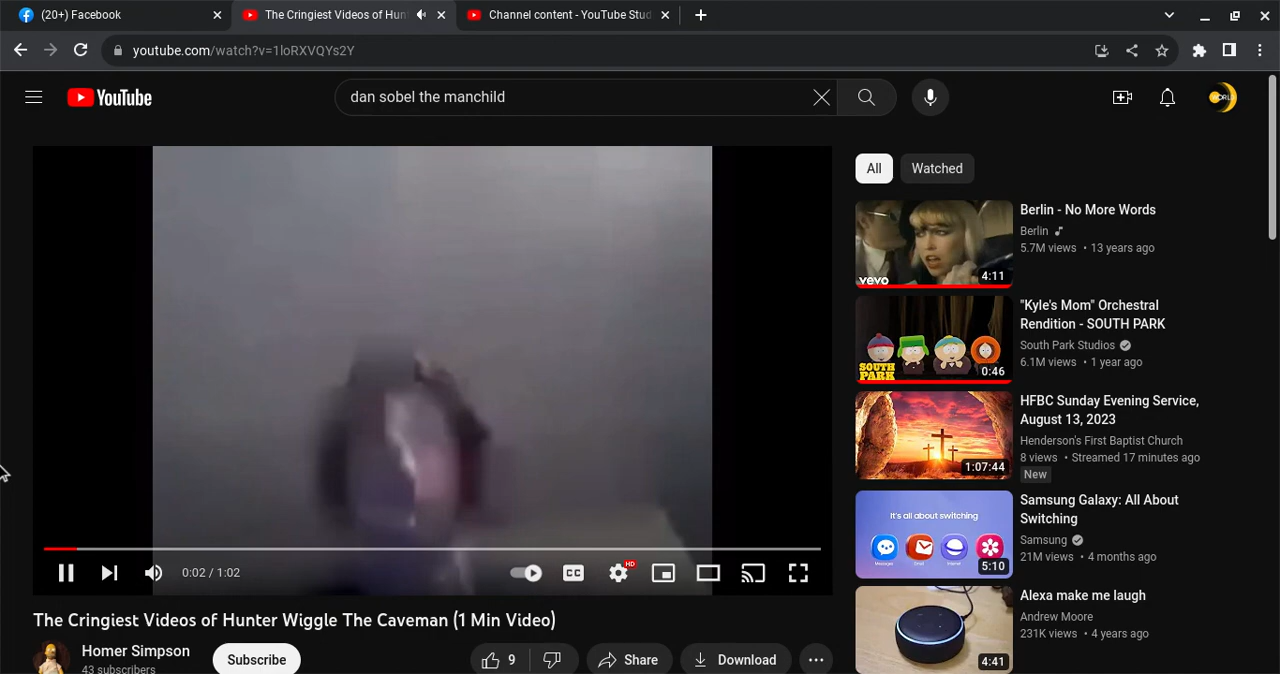 (20+) Facebook
The Cringiest Videos of Hun
Channel content - YouTube Stud
youtube.com/watch?v=1loRXVQYs2Y
YouTube
dan sobel the manchild
WORLD
All
Watched
Berlin - No More Words
Berlin
5.7M views • 13 years ago
vevo
4:11
"Kyle's Mom" Orchestral
Rendition - SOUTH PARK
South Park Studios
6.1M views • 1 year ago
SOUTH
PARK
0:46
HFBC Sunday Evening Service,
August 13, 2023
Henderson's First Baptist Church
8 views • Streamed 17 minutes ago
New
1:07:44
Samsung Galaxy: All About
Switching
Samsung
21M views • 4 months ago
It's all about switching
5:10
Alexa make me laugh
Andrew Moore
231K views • 4 years ago
4:41
0:02 / 1:02
CC
HD
The Cringiest Videos of Hunter Wiggle The Caveman (1 Min Video)
Homer Simpson
43 subscribers
Subscribe
9
Share
Download